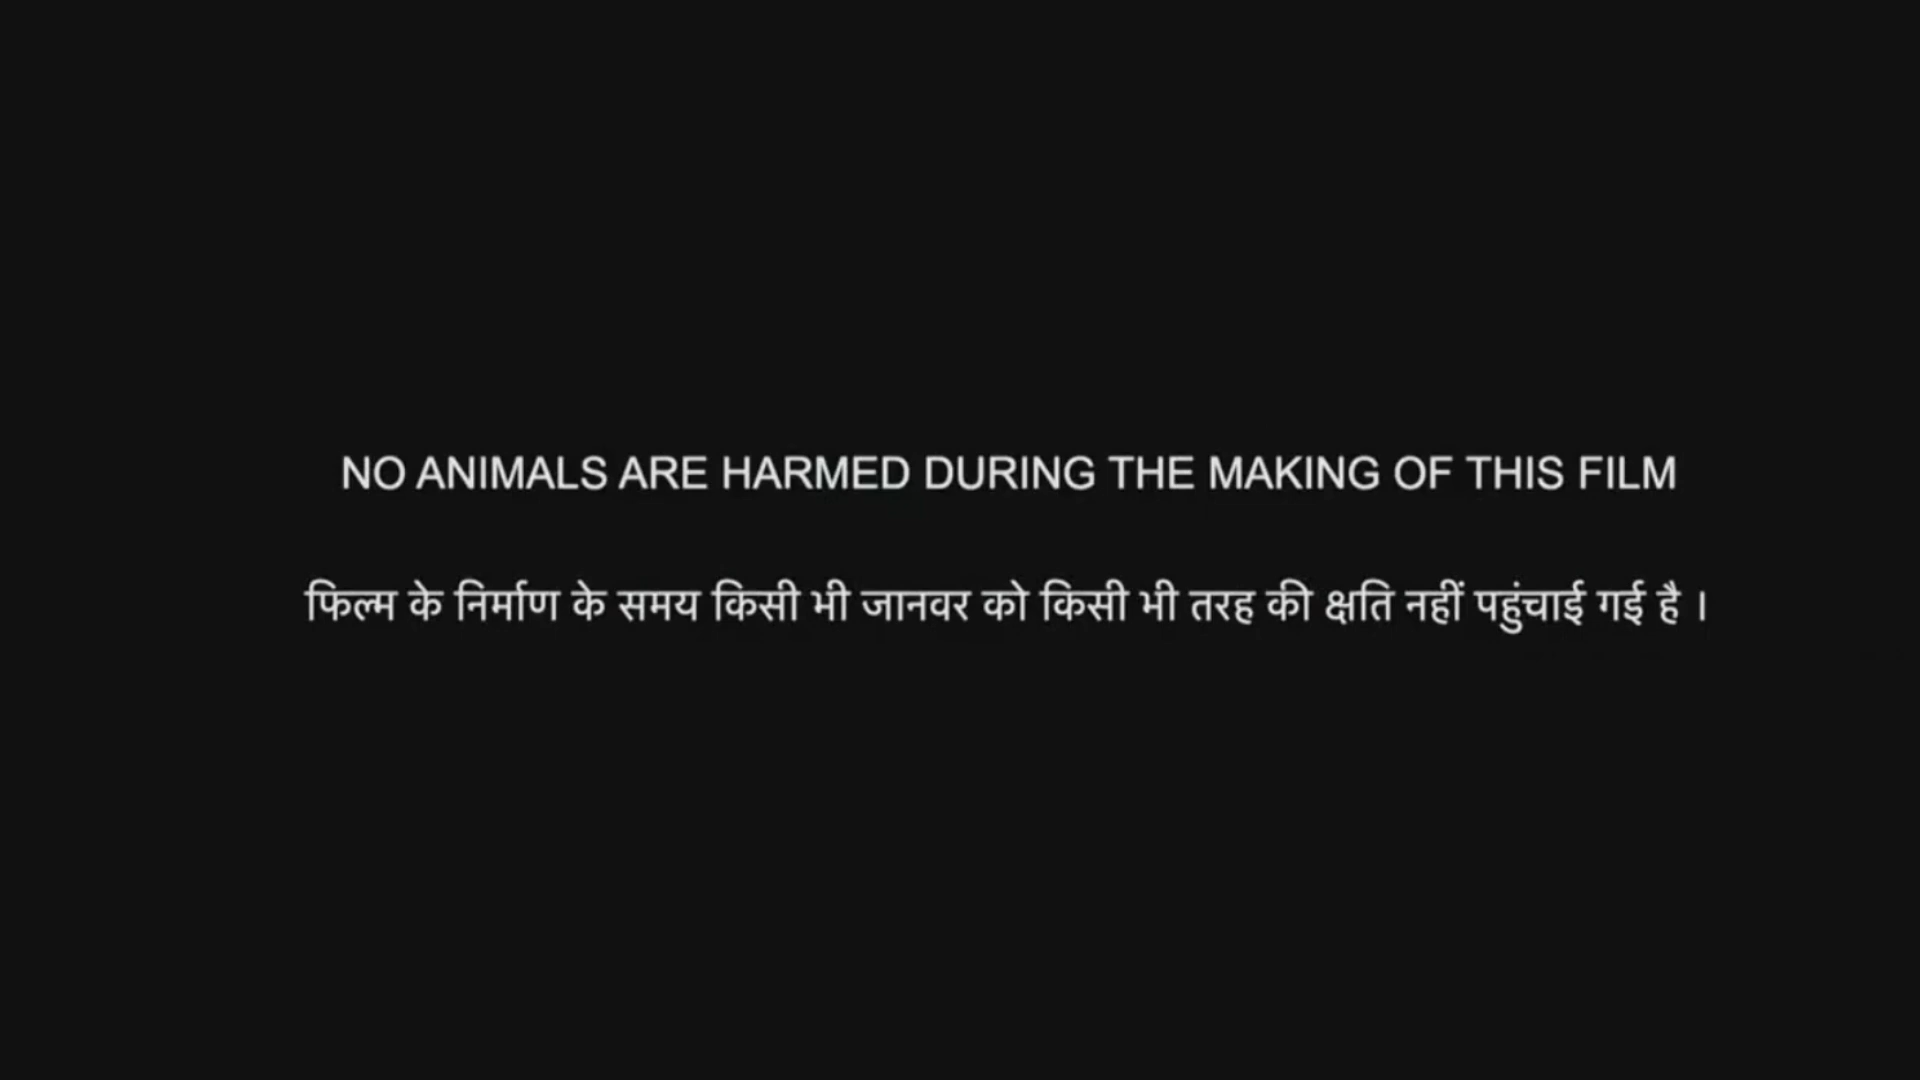 NO ANIMALS ARE HARMED DURING THE MAKING OF THIS FILM
फिल्म के निर्माण के समय किसी भी जानवर को किसी भी तरह की क्षति नहीं पहुंचाई गई है ।